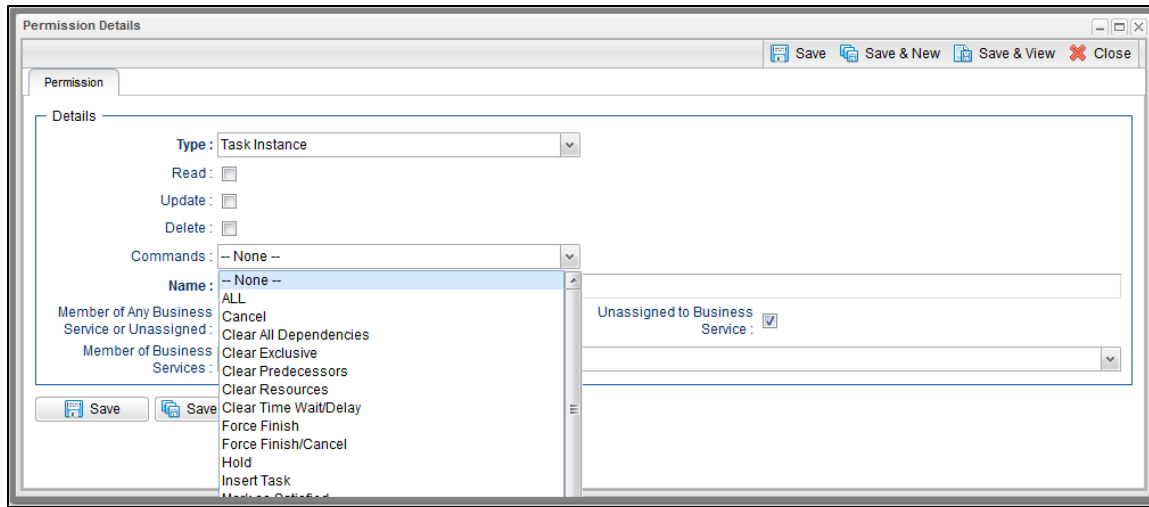 Permission Details
Save Save & New Save & View Close
Permission
Details
Type : Task Instance
Read :
Update :
Delete :
Commands : -- None --
Name :
-- None --
ALL
Cancel
Clear All Dependencies
Clear Exclusive
Clear Predecessors
Clear Resources
Clear Time Wait/Delay
Force Finish
Force Finish/Cancel
Hold
Insert Task
Mark as Satisfied
Member of Any Business
Service or Unassigned :
Unassigned to Business
Service :
Member of Business
Services :
Save Save